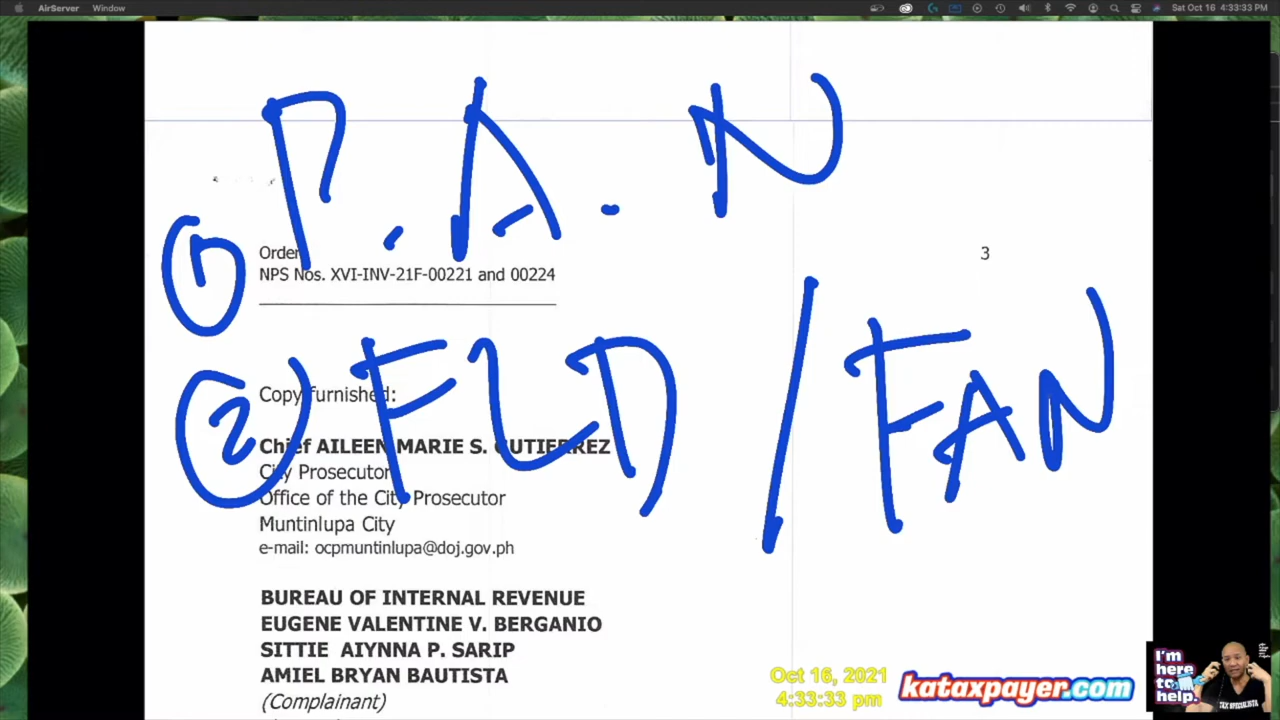 AirServer Window Sat Oct 16 4:33:33 PM
P.A.N
Order
NPS Nos. XVI-INV-21F-00221 and 00224
3
1
2 FLD / FAN
Copy furnished:
Chief AILEEN MARIE S. GUTIERREZ
City Prosecutor
Office of the City Prosecutor
Muntinlupa City
e-mail: ocpmuntinlupa@doj.gov.ph
BUREAU OF INTERNAL REVENUE
EUGENE VALENTINE V. BERGANIO
SITTIE AIYNNA P. SARIP
AMIEL BRYAN BAUTISTA
(Complainant)
Oct 16, 2021
4:33:33 pm
kataxpayer.com
I'm
here
to
help.
TAX SPECIALISTA